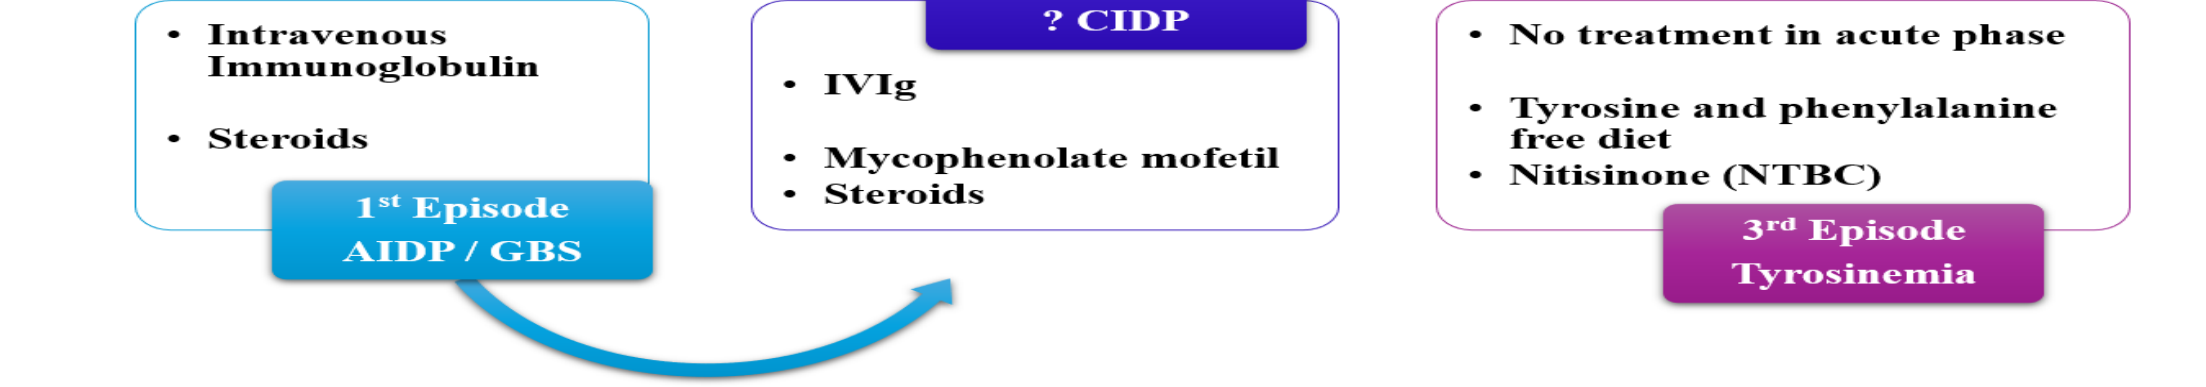 • Intravenous
Immunoglobulin
• Steroids
1st Episode
AIDP / GBS
? CIDP
• IVIg
• Mycophenolate mofetil
• Steroids
• No treatment in acute phase
• Tyrosine and phenylalanine
free diet
• Nitisinone (NTBC)
3rd Episode
Tyrosinemia